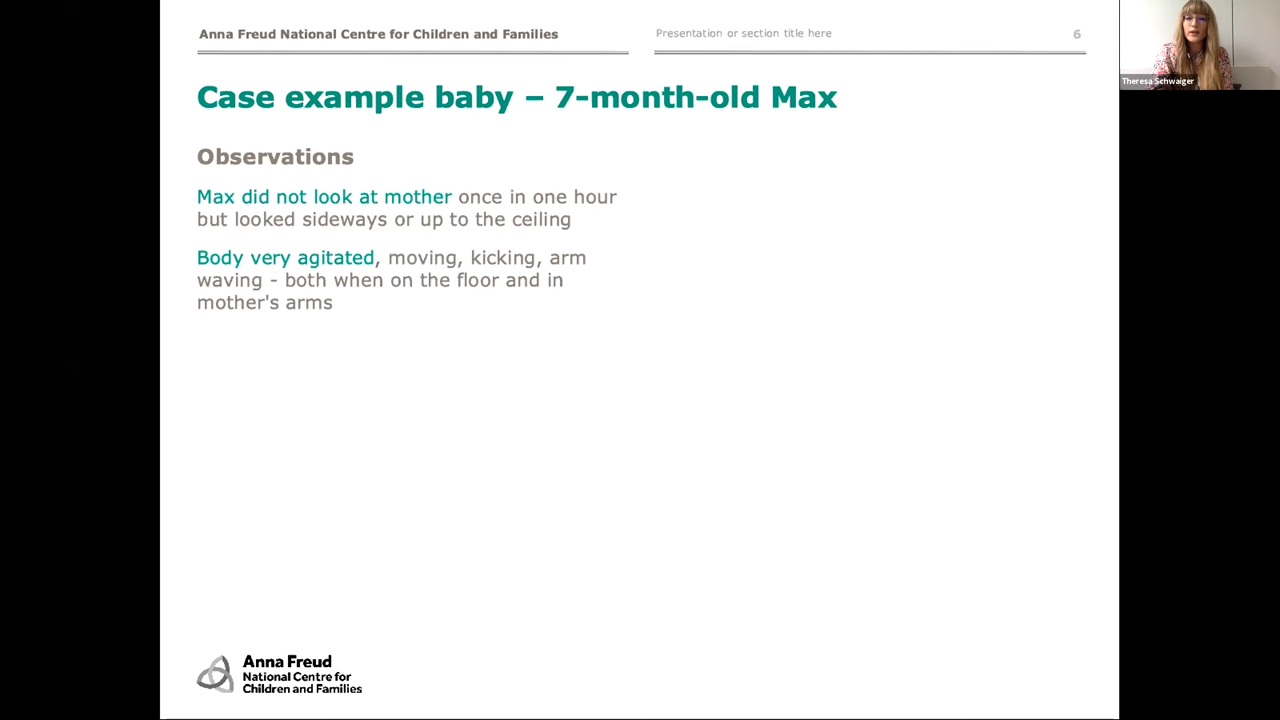 Anna Freud National Centre for Children and Families
Presentation or section title here
6
Theresa Schwaiger
Case example baby – 7-month-old Max
Observations
Max did not look at mother once in one hour
but looked sideways or up to the ceiling
Body very agitated, moving, kicking, arm
waving - both when on the floor and in
mother's arms
Anna Freud
National Centre for
Children and Families